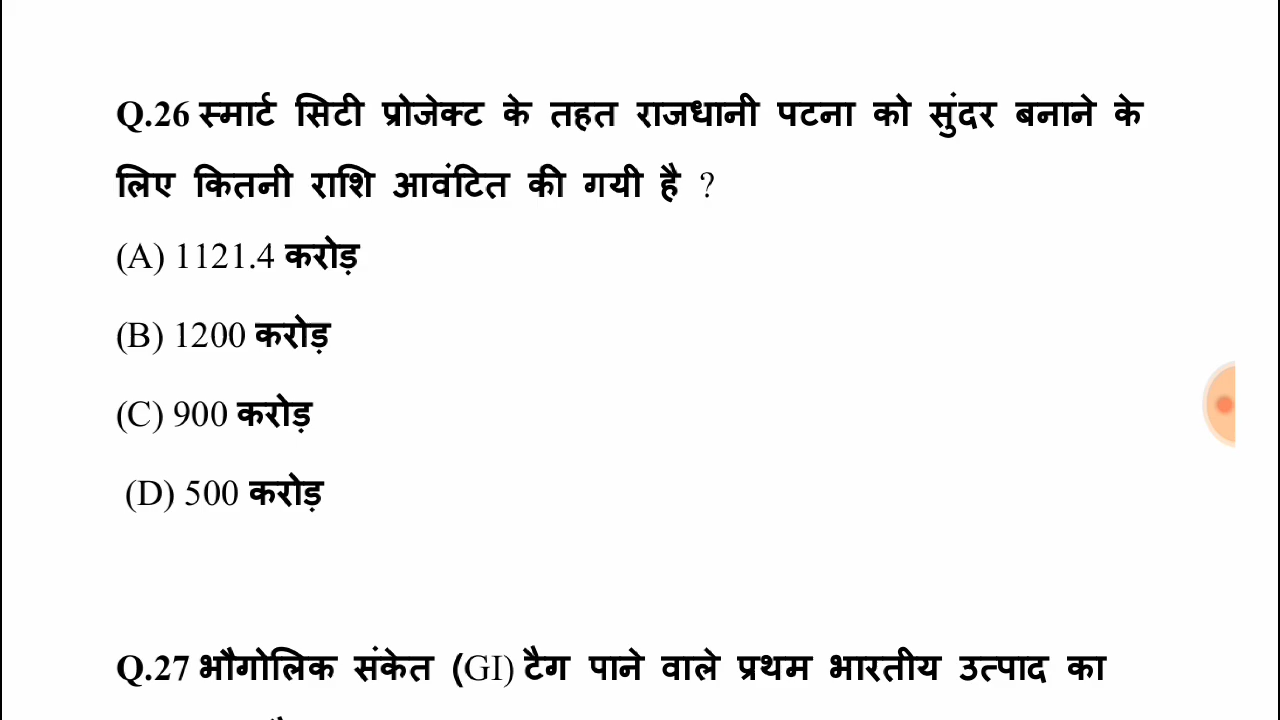 Q.26 स्मार्ट सिटी प्रोजेक्ट के तहत राजधानी पटना को सुंदर बनाने के
लिए कितनी राशि आवंटित की गयी है ?
(A) 1121.4 करोड़
(B) 1200 करोड़
(C) 900 करोड़
(D) 500 करोड़
Q.27 भौगोलिक संकेत (GI) टैग पाने वाले प्रथम भारतीय उत्पाद का